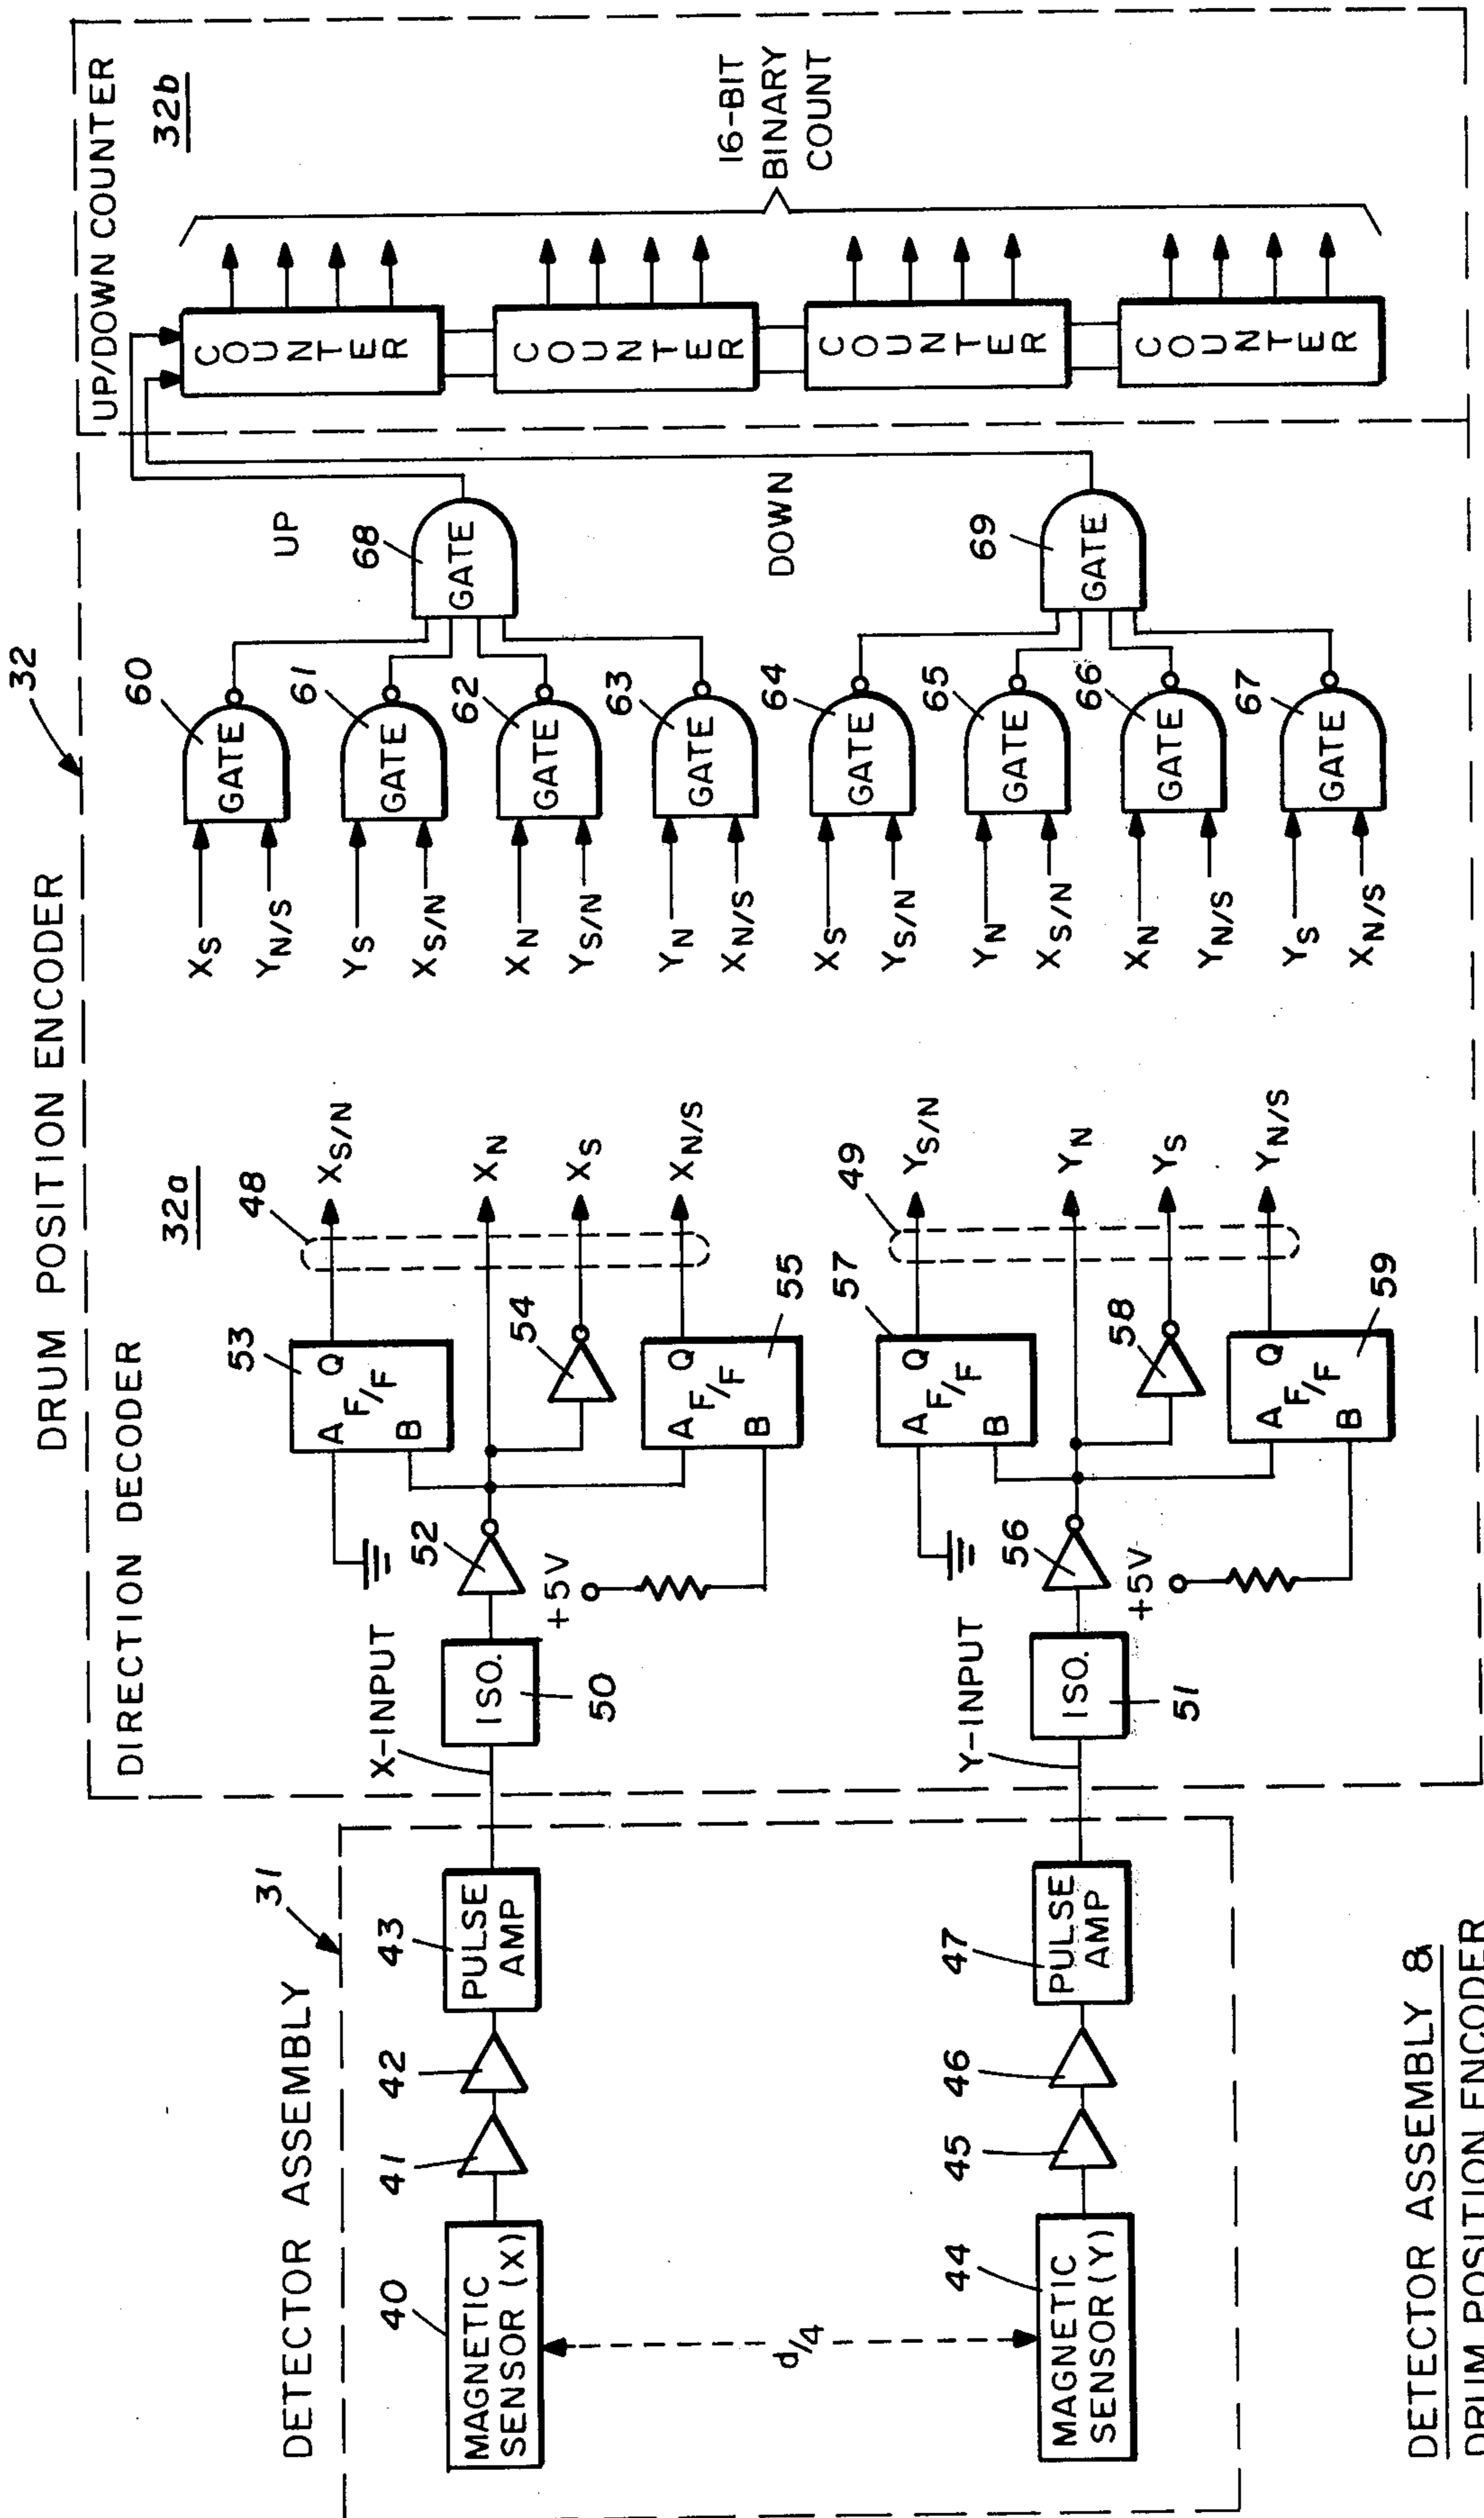 DRUM POSITION ENCODER
32
DIRECTION DECODER
32a
UP/DOWN COUNTER
32b
DETECTOR ASSEMBLY
31
40
MAGNETIC
SENSOR (X)
41
42
43
PULSE
AMP
X-INPUT
ISO.
50
52
+5V
53
A
B
Q
F/F
54
A
B
Q
F/F
55
48
XS/N
XN
XS
XN/S
d/4
44
MAGNETIC
SENSOR (Y)
45
46
47
PULSE
AMP
Y-INPUT
ISO.
51
56
+5V
57
A
B
Q
F/F
58
A
B
Q
F/F
59
49
YS/N
YN
YS
YN/S
XS
YN/S
GATE
60
YS
XS/N
GATE
61
XN
YS/N
GATE
62
YN
XN/S
GATE
63
UP
68
GATE
XS
YS/N
GATE
64
YN
XS/N
GATE
65
XN
YN/S
GATE
66
YS
XN/S
GATE
67
DOWN
69
GATE
COUNTER
COUNTER
COUNTER
COUNTER
16-BIT
BINARY
COUNT
DETECTOR ASSEMBLY &
DRUM POSITION ENCODER